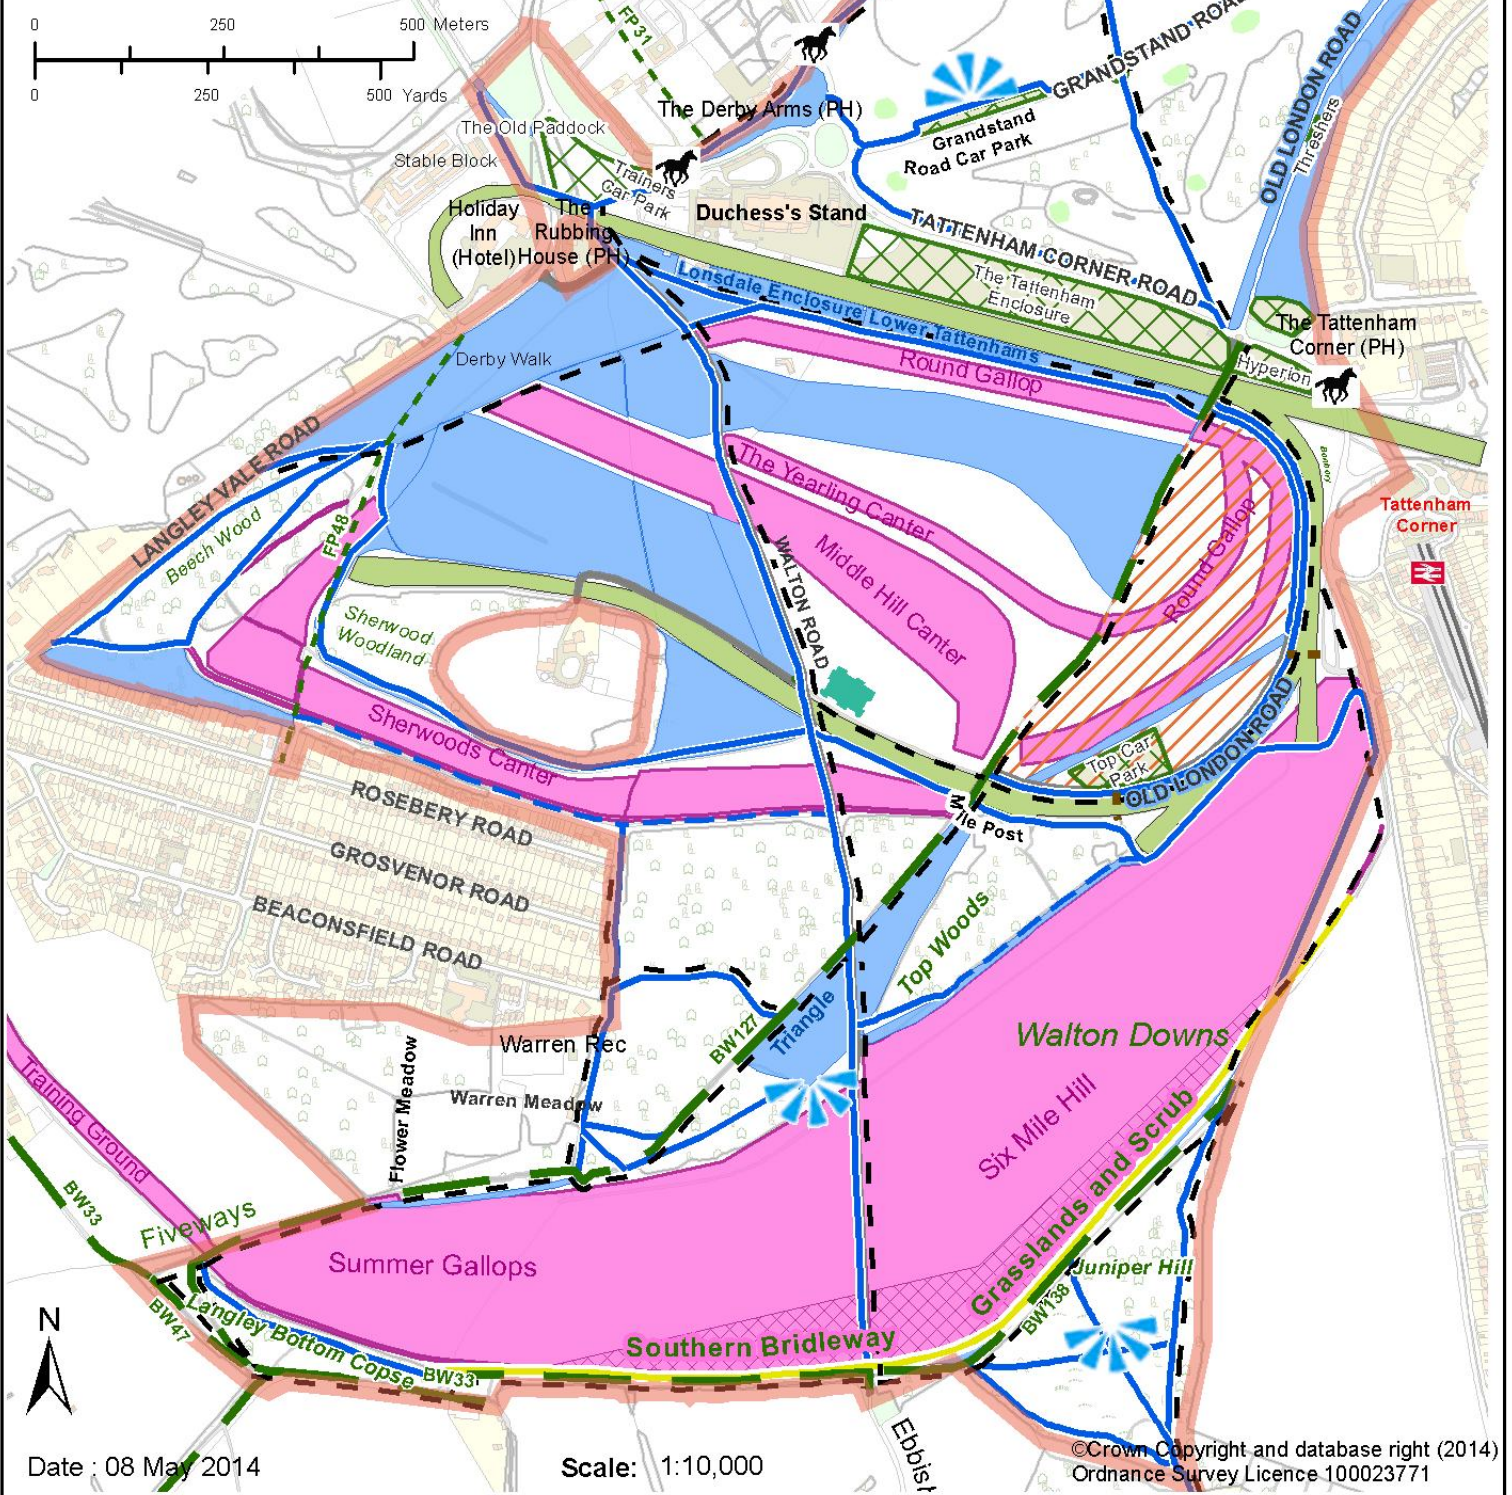 0 250 500 Meters
0 250 500 Yards
FP31
GRANDSTAND ROAD
OLD LONDON ROAD
Threshers
The Derby Arms (PH)
The Old Paddock
Stable Block
Grandstand
Road Car Park
Trainers
Car Park
Holiday
Inn
(Hotel)
The
Rubbing
House (PH)
Duchess's Stand
TATTENHAM CORNER ROAD
The Tattenham
Enclosure
Lonsdale Enclosure Lower Tattenhams
The Tattenham
Corner (PH)
Hyperion
Derby Walk
Round Gallop
LANGLEY VALE ROAD
Beech Wood
FP48
The Yearling Canter
Middle Hill Canter
WALTON ROAD
Round Gallop
Tattenham
Corner
Sherwood
Woodland
Sherwoods Canter
Top Car
Park
OLD LONDON ROAD
Mile Post
ROSEBERY ROAD
GROSVENOR ROAD
BEACONSFIELD ROAD
Top Woods
Triangle
BW127
Walton Downs
Warren Rec
Flower Meadow
Warren Meadow
Training Ground
Six Mile Hill
Grasslands and Scrub
BW33
Fiveways
Summer Gallops
Juniper Hill
BW138
BW47
Langley Bottom Copse
BW33
Southern Bridleway
N
Ebbish
Date : 08 May 2014
Scale: 1:10,000
©Crown Copyright and database right (2014)
Ordnance Survey Licence 100023771